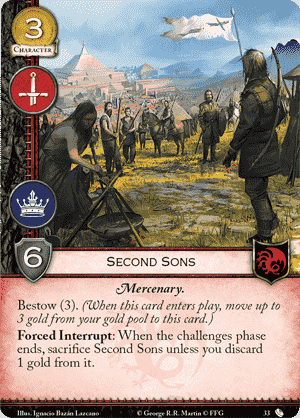 3
CHARACTER
6
SECOND SONS
Mercenary.
Bestow (3). (When this card enters play, move up
to 3 gold from your gold pool to this card.)
Forced Interrupt: When the challenges phase
ends, sacrifice Second Sons unless you discard
1 gold from it.
Illus. Ignacio Bazán Lazcano
© George R.R. Martin © FFG
33